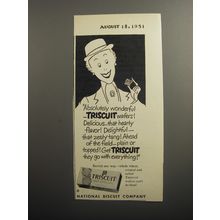 AUGUST 18, 1951
"Absolutely wonderful
...TRISCUIT wafers!
Delicious...that hearty
flavor! Delightful...
that zesty tang! Ahead
of the field...plain or
topped! Get TRISCUIT
they go with everything!"
TRISCUIT
NATIONAL BISCUIT COMPANY